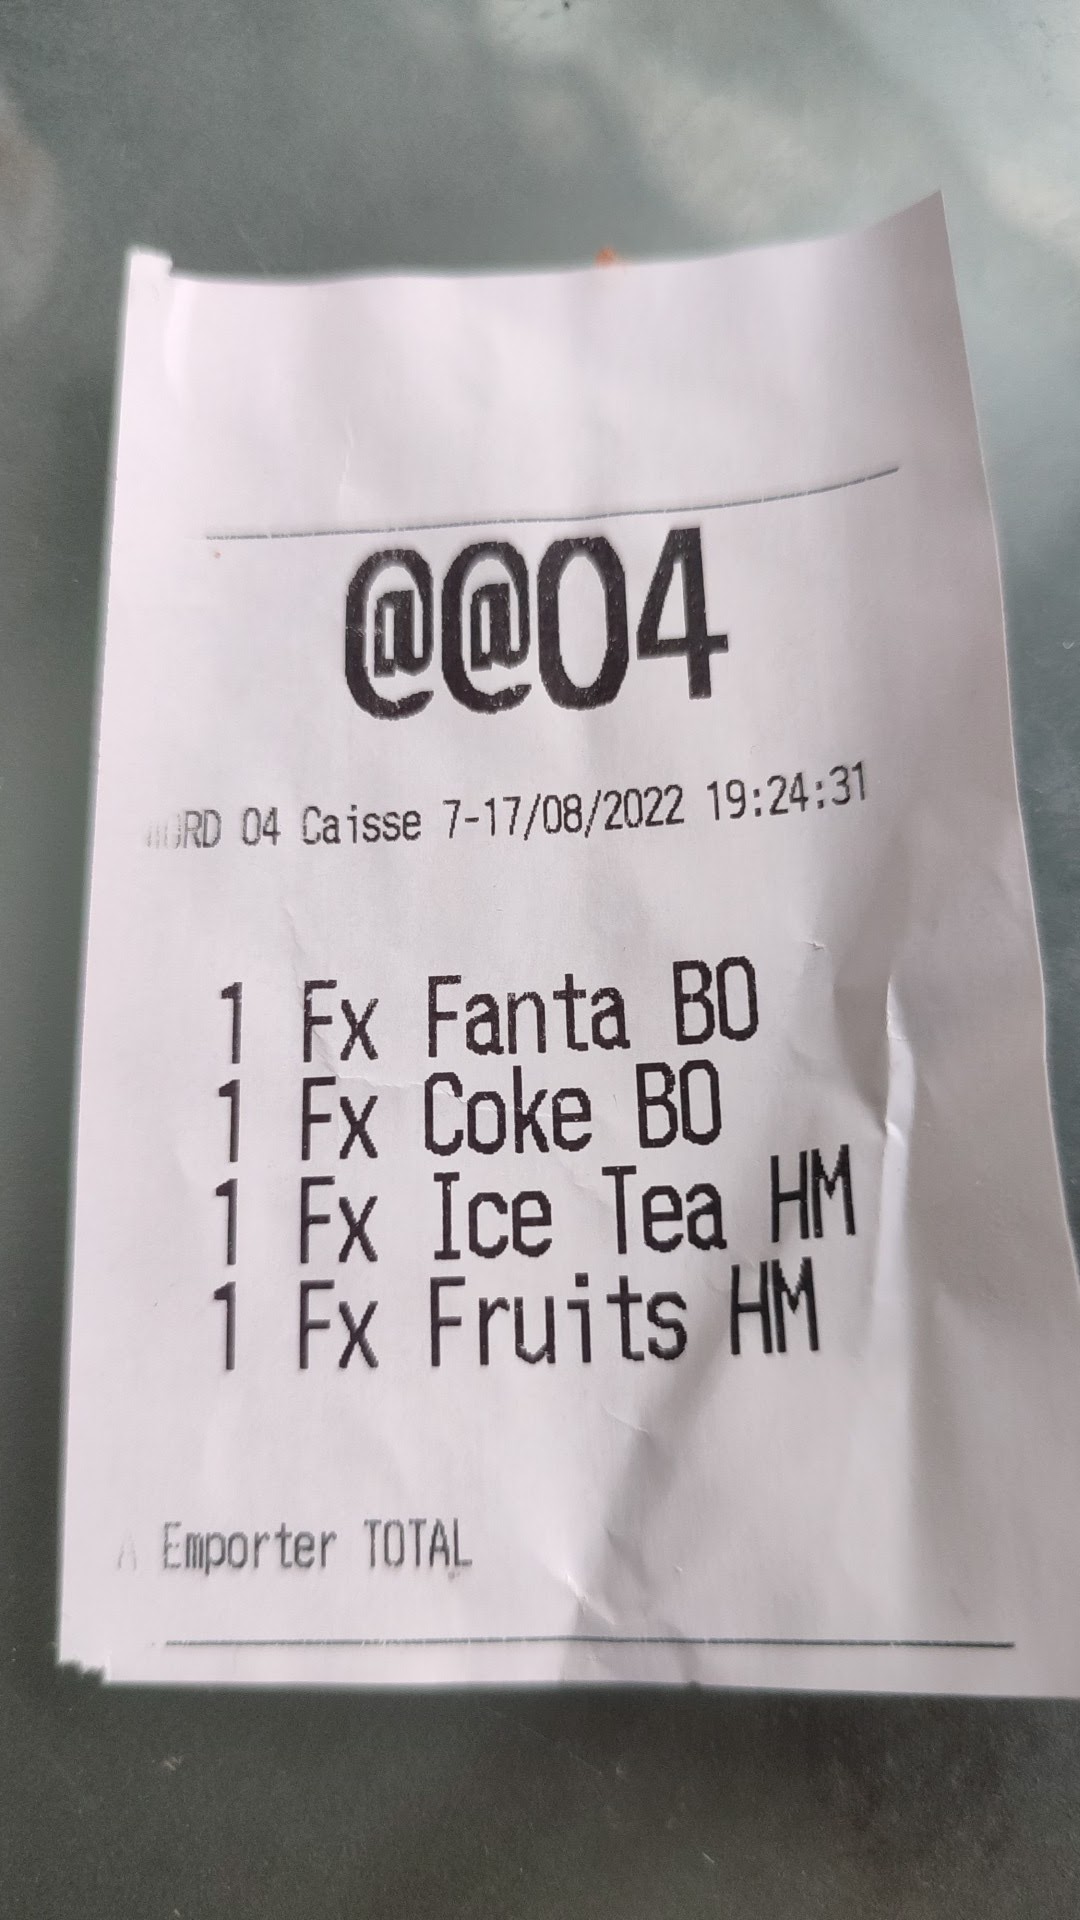 @@04
04 Caisse 7-17/08/2022 19:24:31
1 Fx Fanta BO
1 Fx Coke BO
1 Fx Ice Tea HM
1 Fx Fruits HM
A Emporter TOTAL